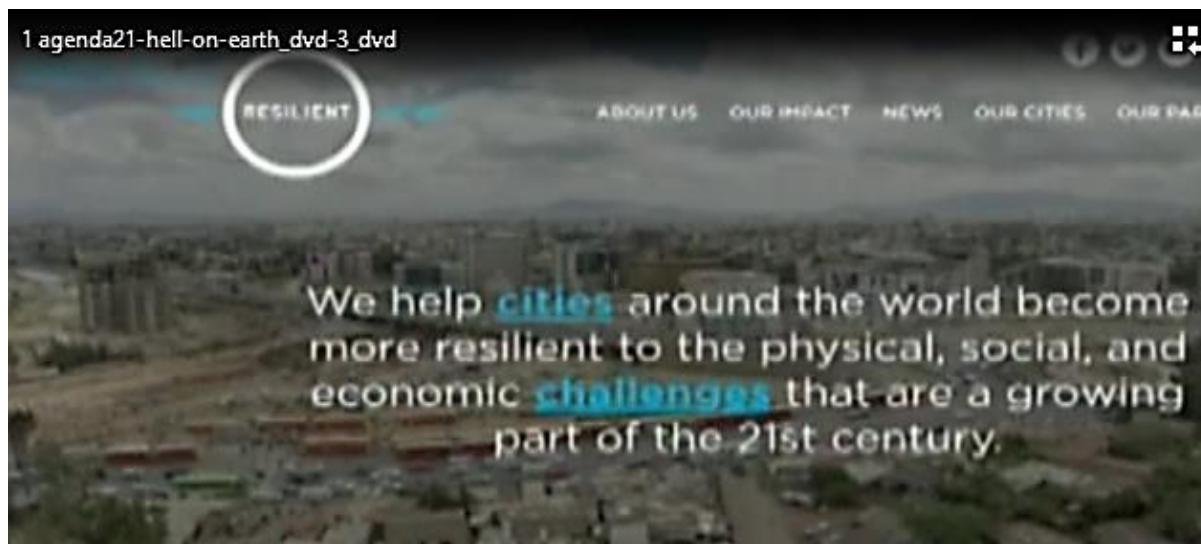 1 agenda21-hell-on-earth_dvd-3_dvd
RESILIENT
ABOUT US OUR IMPACT NEWS OUR CITIES OUR PAR
We help cities around the world become
more resilient to the physical, social, and
economic challenges that are a growing
part of the 21st century.